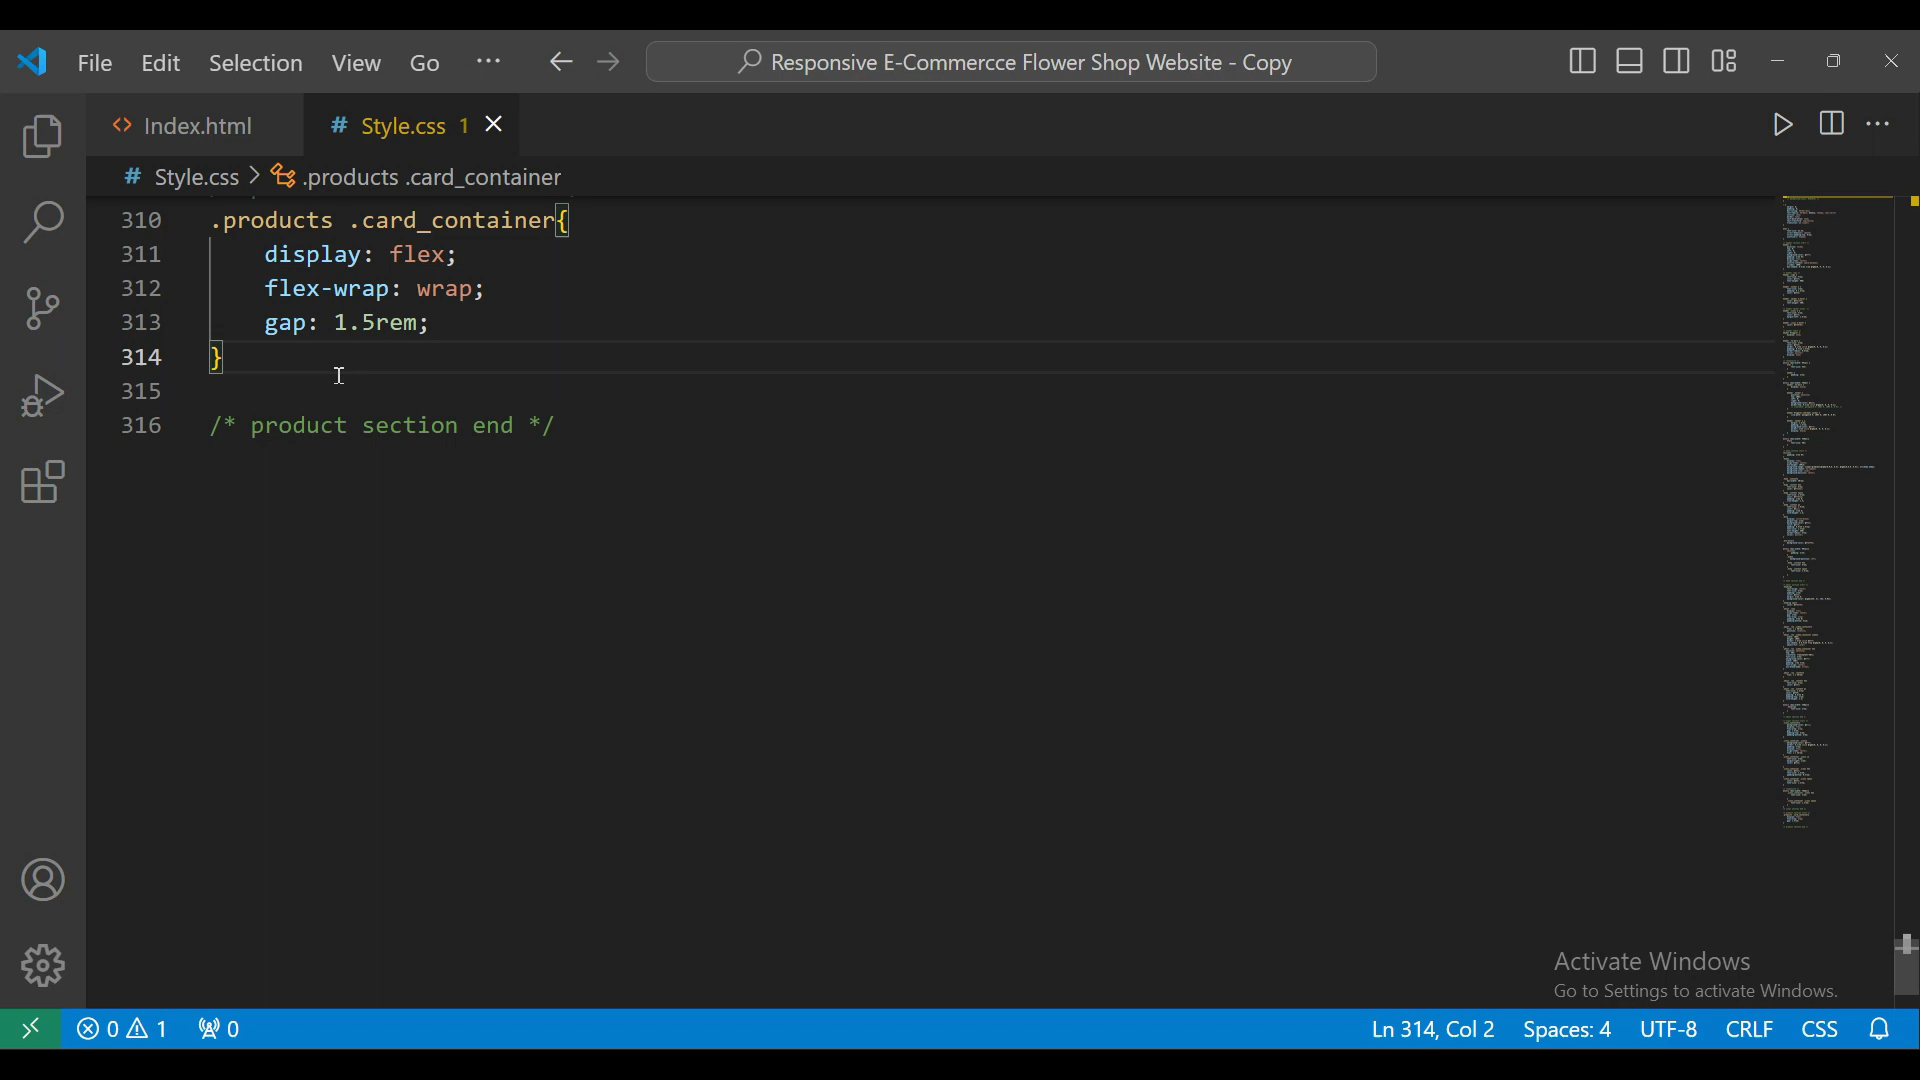 File Edit Selection View Go ··· Responsive E-Commercce Flower Shop Website - Copy
Index.html # Style.css 1
# Style.css > .products .card_container
310 .products .card_container{
311 display: flex;
312 flex-wrap: wrap;
313 gap: 1.5rem;
314 }
315
316 /* product section end */
Activate Windows
Go to Settings to activate Windows.
0 1 0 Ln 314, Col 2 Spaces: 4 UTF-8 CRLF CSS